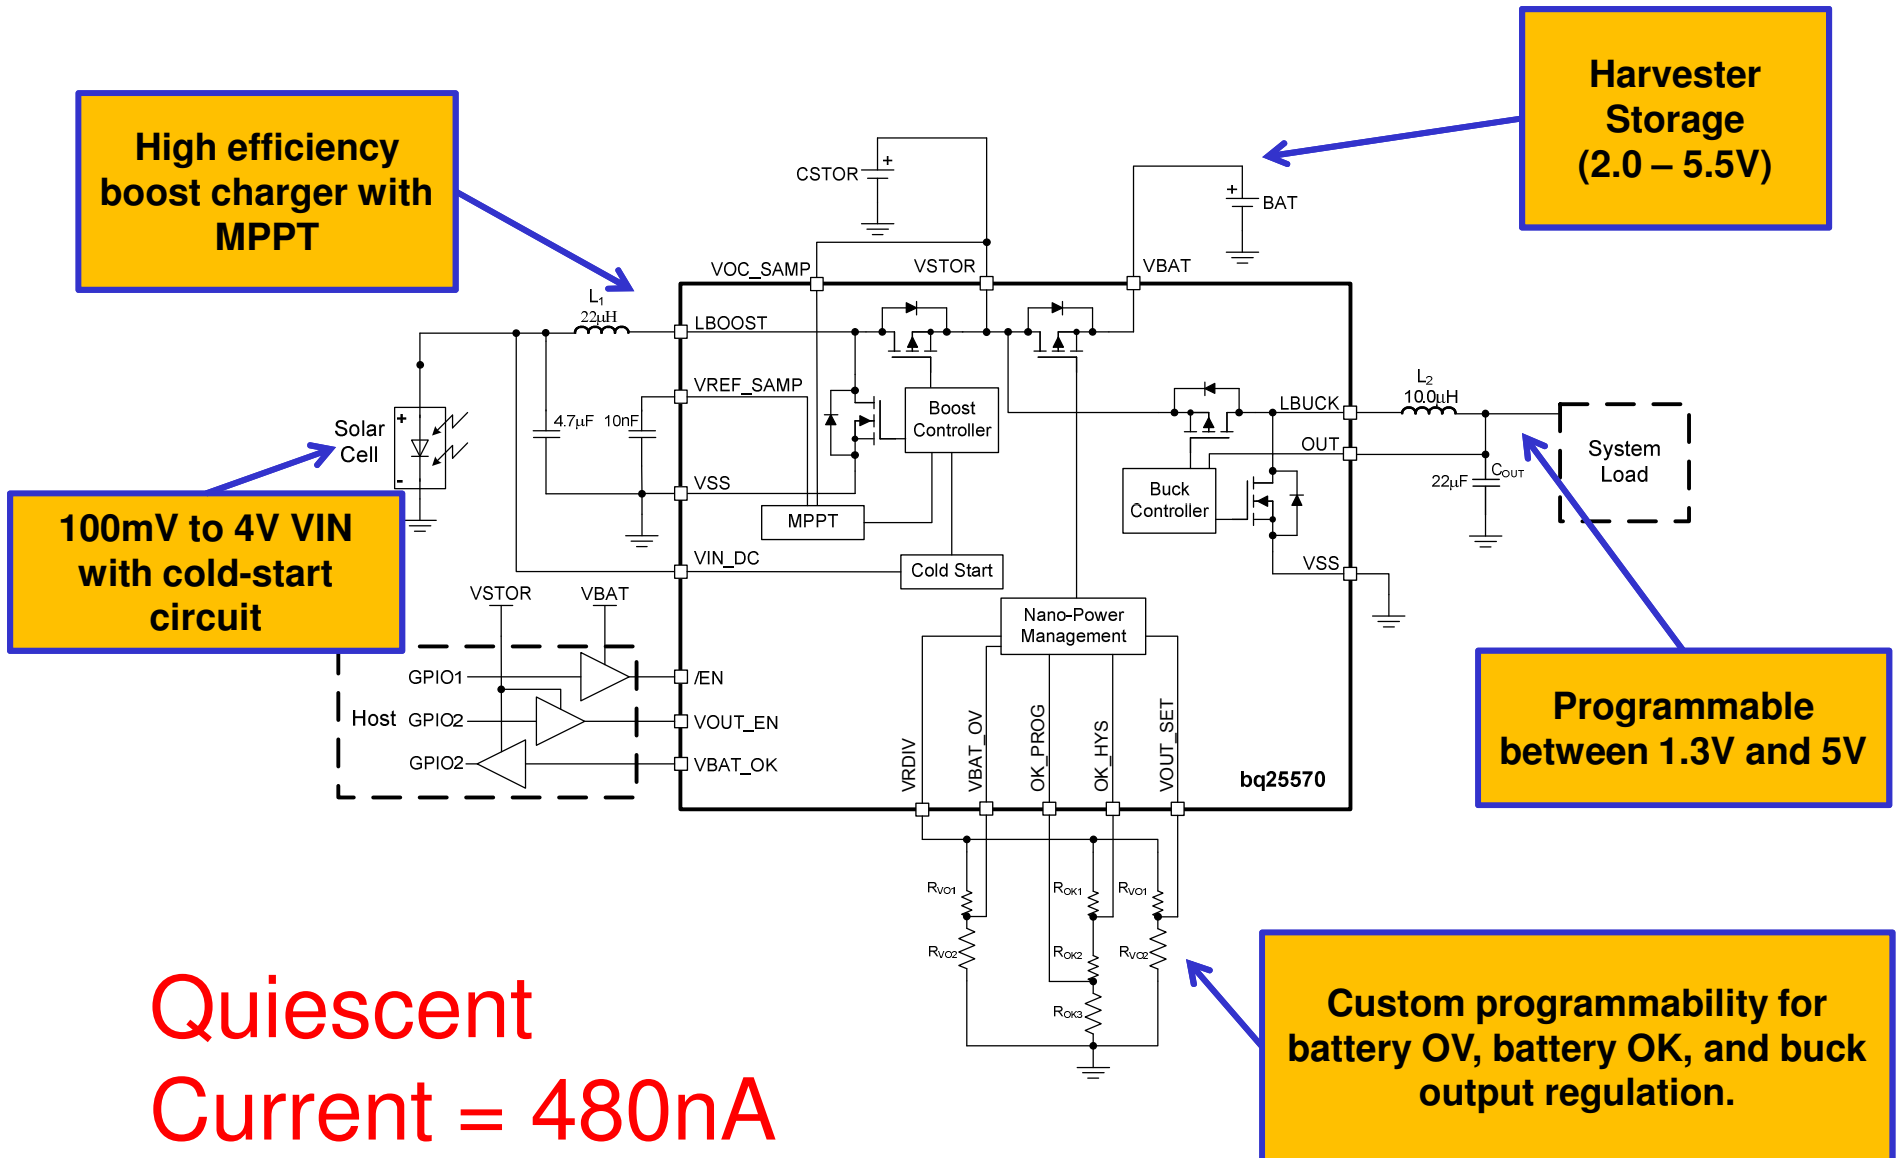 High efficiency
boost charger with
MPPT
Harvester
Storage
(2.0 – 5.5V)
CSTOR
+
+
BAT
VOC_SAMP
VSTOR
VBAT
L1
22µH
LBOOST
VREF_SAMP
4.7µF
10nF
Boost
Controller
L2
10.0µH
LBUCK
OUT
COUT
22µF
System
Load
Solar
Cell
+
-
VSS
MPPT
Buck
Controller
VIN_DC
Cold Start
VSS
100mV to 4V VIN
with cold-start
circuit
VSTOR
VBAT
Nano-Power
Management
Host
GPIO1
GPIO2
GPIO2
/EN
VOUT_EN
VBAT_OK
VRDIV
VBAT_OV
OK_PROG
OK_HYS
VOUT_SET
bq25570
Programmable
between 1.3V and 5V
RVO1
ROK1
RVO1
RVO2
ROK2
RVO2
ROK3
Custom programmability for
battery OV, battery OK, and buck
output regulation.
Quiescent
Current = 480nA